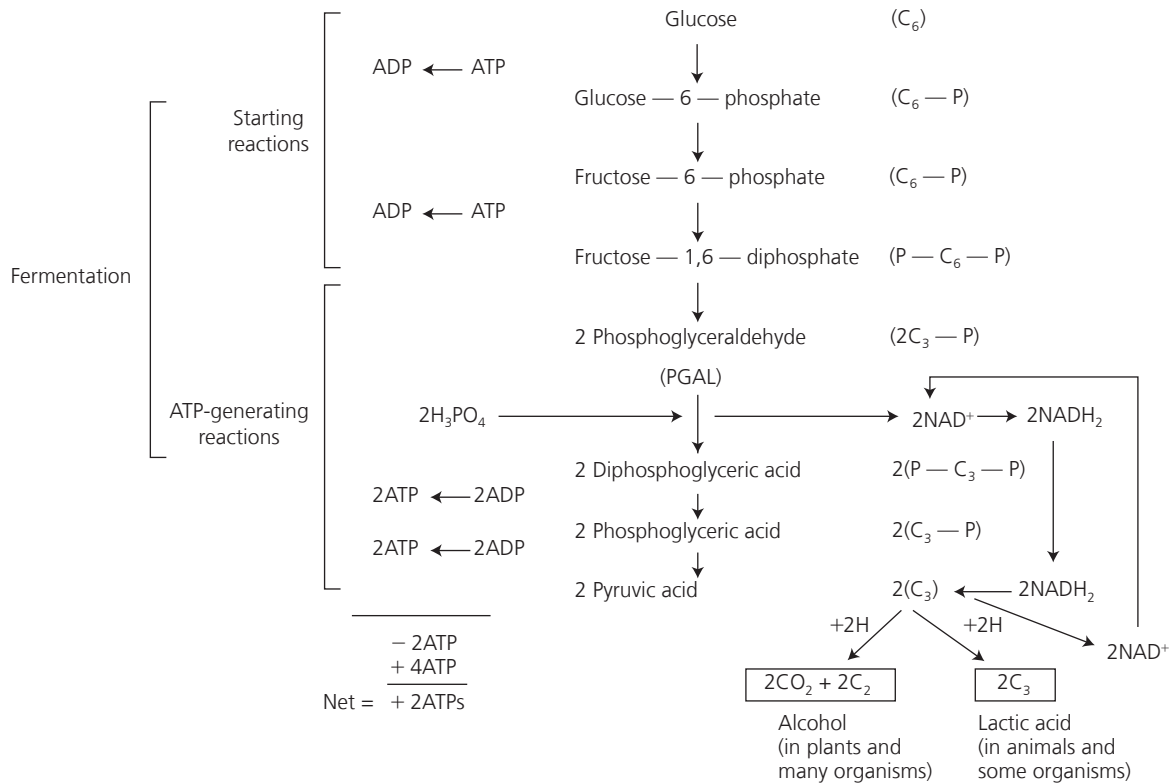 Glucose (C₆)
ADP ATP
Glucose — 6 — phosphate (C₆ — P)
Starting
reactions
Fructose — 6 — phosphate (C₆ — P)
ADP ATP
Fructose — 1,6 — diphosphate (P — C₆ — P)
Fermentation
2 Phosphoglyceraldehyde (2C₃ — P)
(PGAL)
ATP-generating
reactions
2H₃PO₄ 2NAD⁺ 2NADH₂
2 Diphosphoglyceric acid 2(P — C₃ — P)
2ATP 2ADP
2 Phosphoglyceric acid 2(C₃ — P)
2ATP 2ADP
2 Pyruvic acid 2(C₃) 2NADH₂
+2H +2H
2NAD⁺
− 2ATP
+ 4ATP
Net = + 2ATPs
2CO₂ + 2C₂ 2C₃
Alcohol
(in plants and
many organisms)
Lactic acid
(in animals and
some organisms)